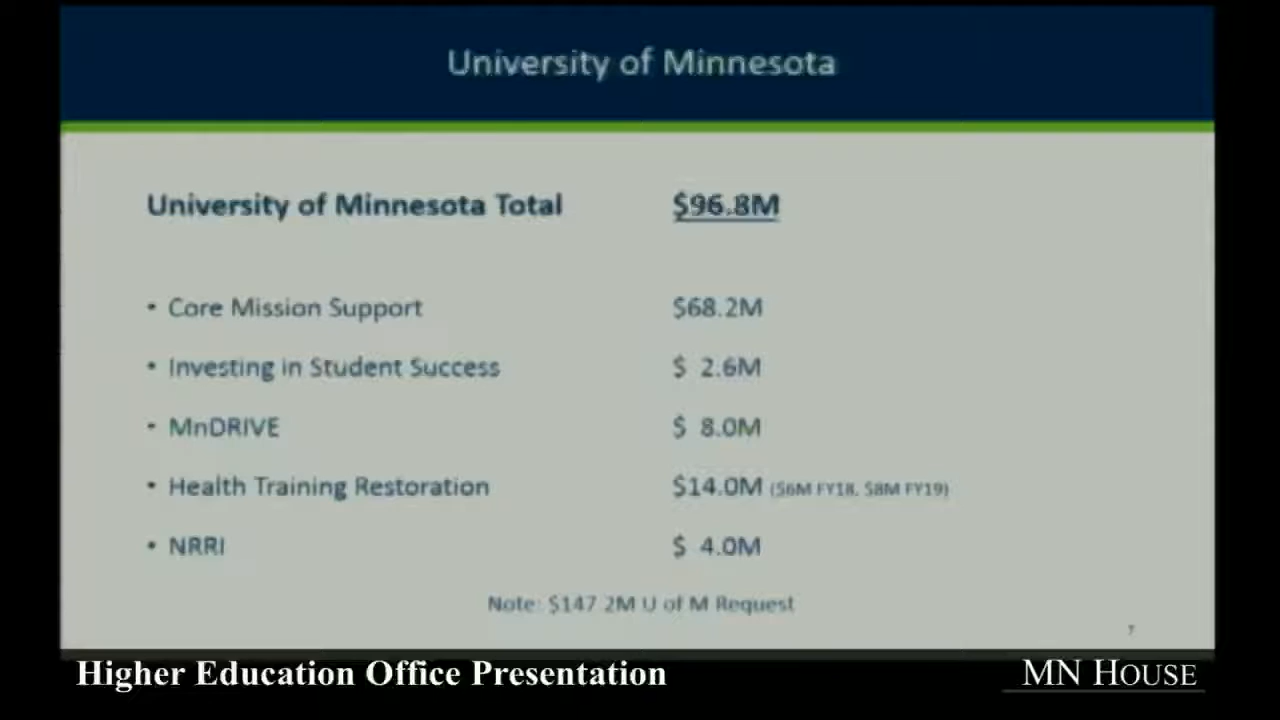 University of Minnesota
University of Minnesota Total $96.8M
• Core Mission Support $68.2M
• Investing in Student Success $ 2.6M
• MnDRIVE $ 8.0M
• Health Training Restoration $14.0M ($6M FY18, $8M FY19)
• NRRI $ 4.0M
Note: $147.2M U of M Request
7
Higher Education Office Presentation
MN HOUSE